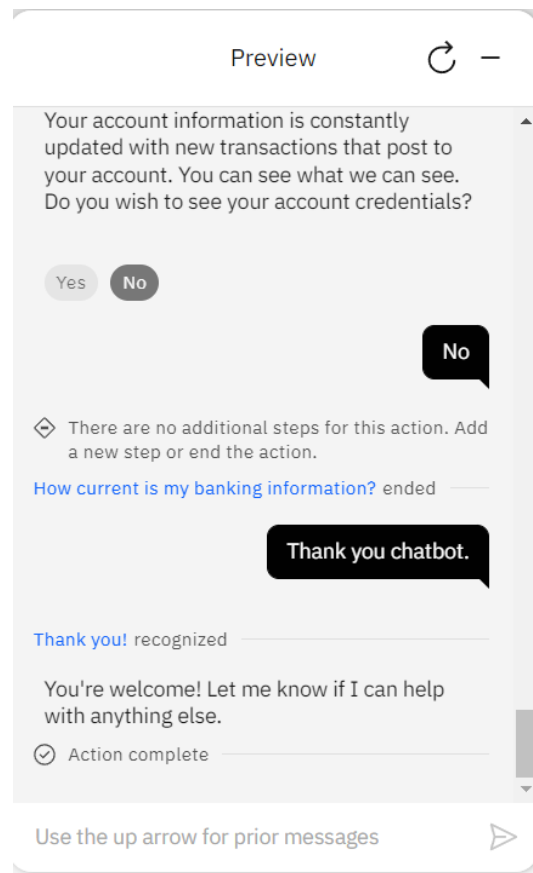 Preview
Your account information is constantly
updated with new transactions that post to
your account. You can see what we can see.
Do you wish to see your account credentials?
Yes No
No
There are no additional steps for this action. Add
a new step or end the action.
How current is my banking information? ended
Thank you chatbot.
Thank you! recognized
You're welcome! Let me know if I can help
with anything else.
Action complete
Use the up arrow for prior messages